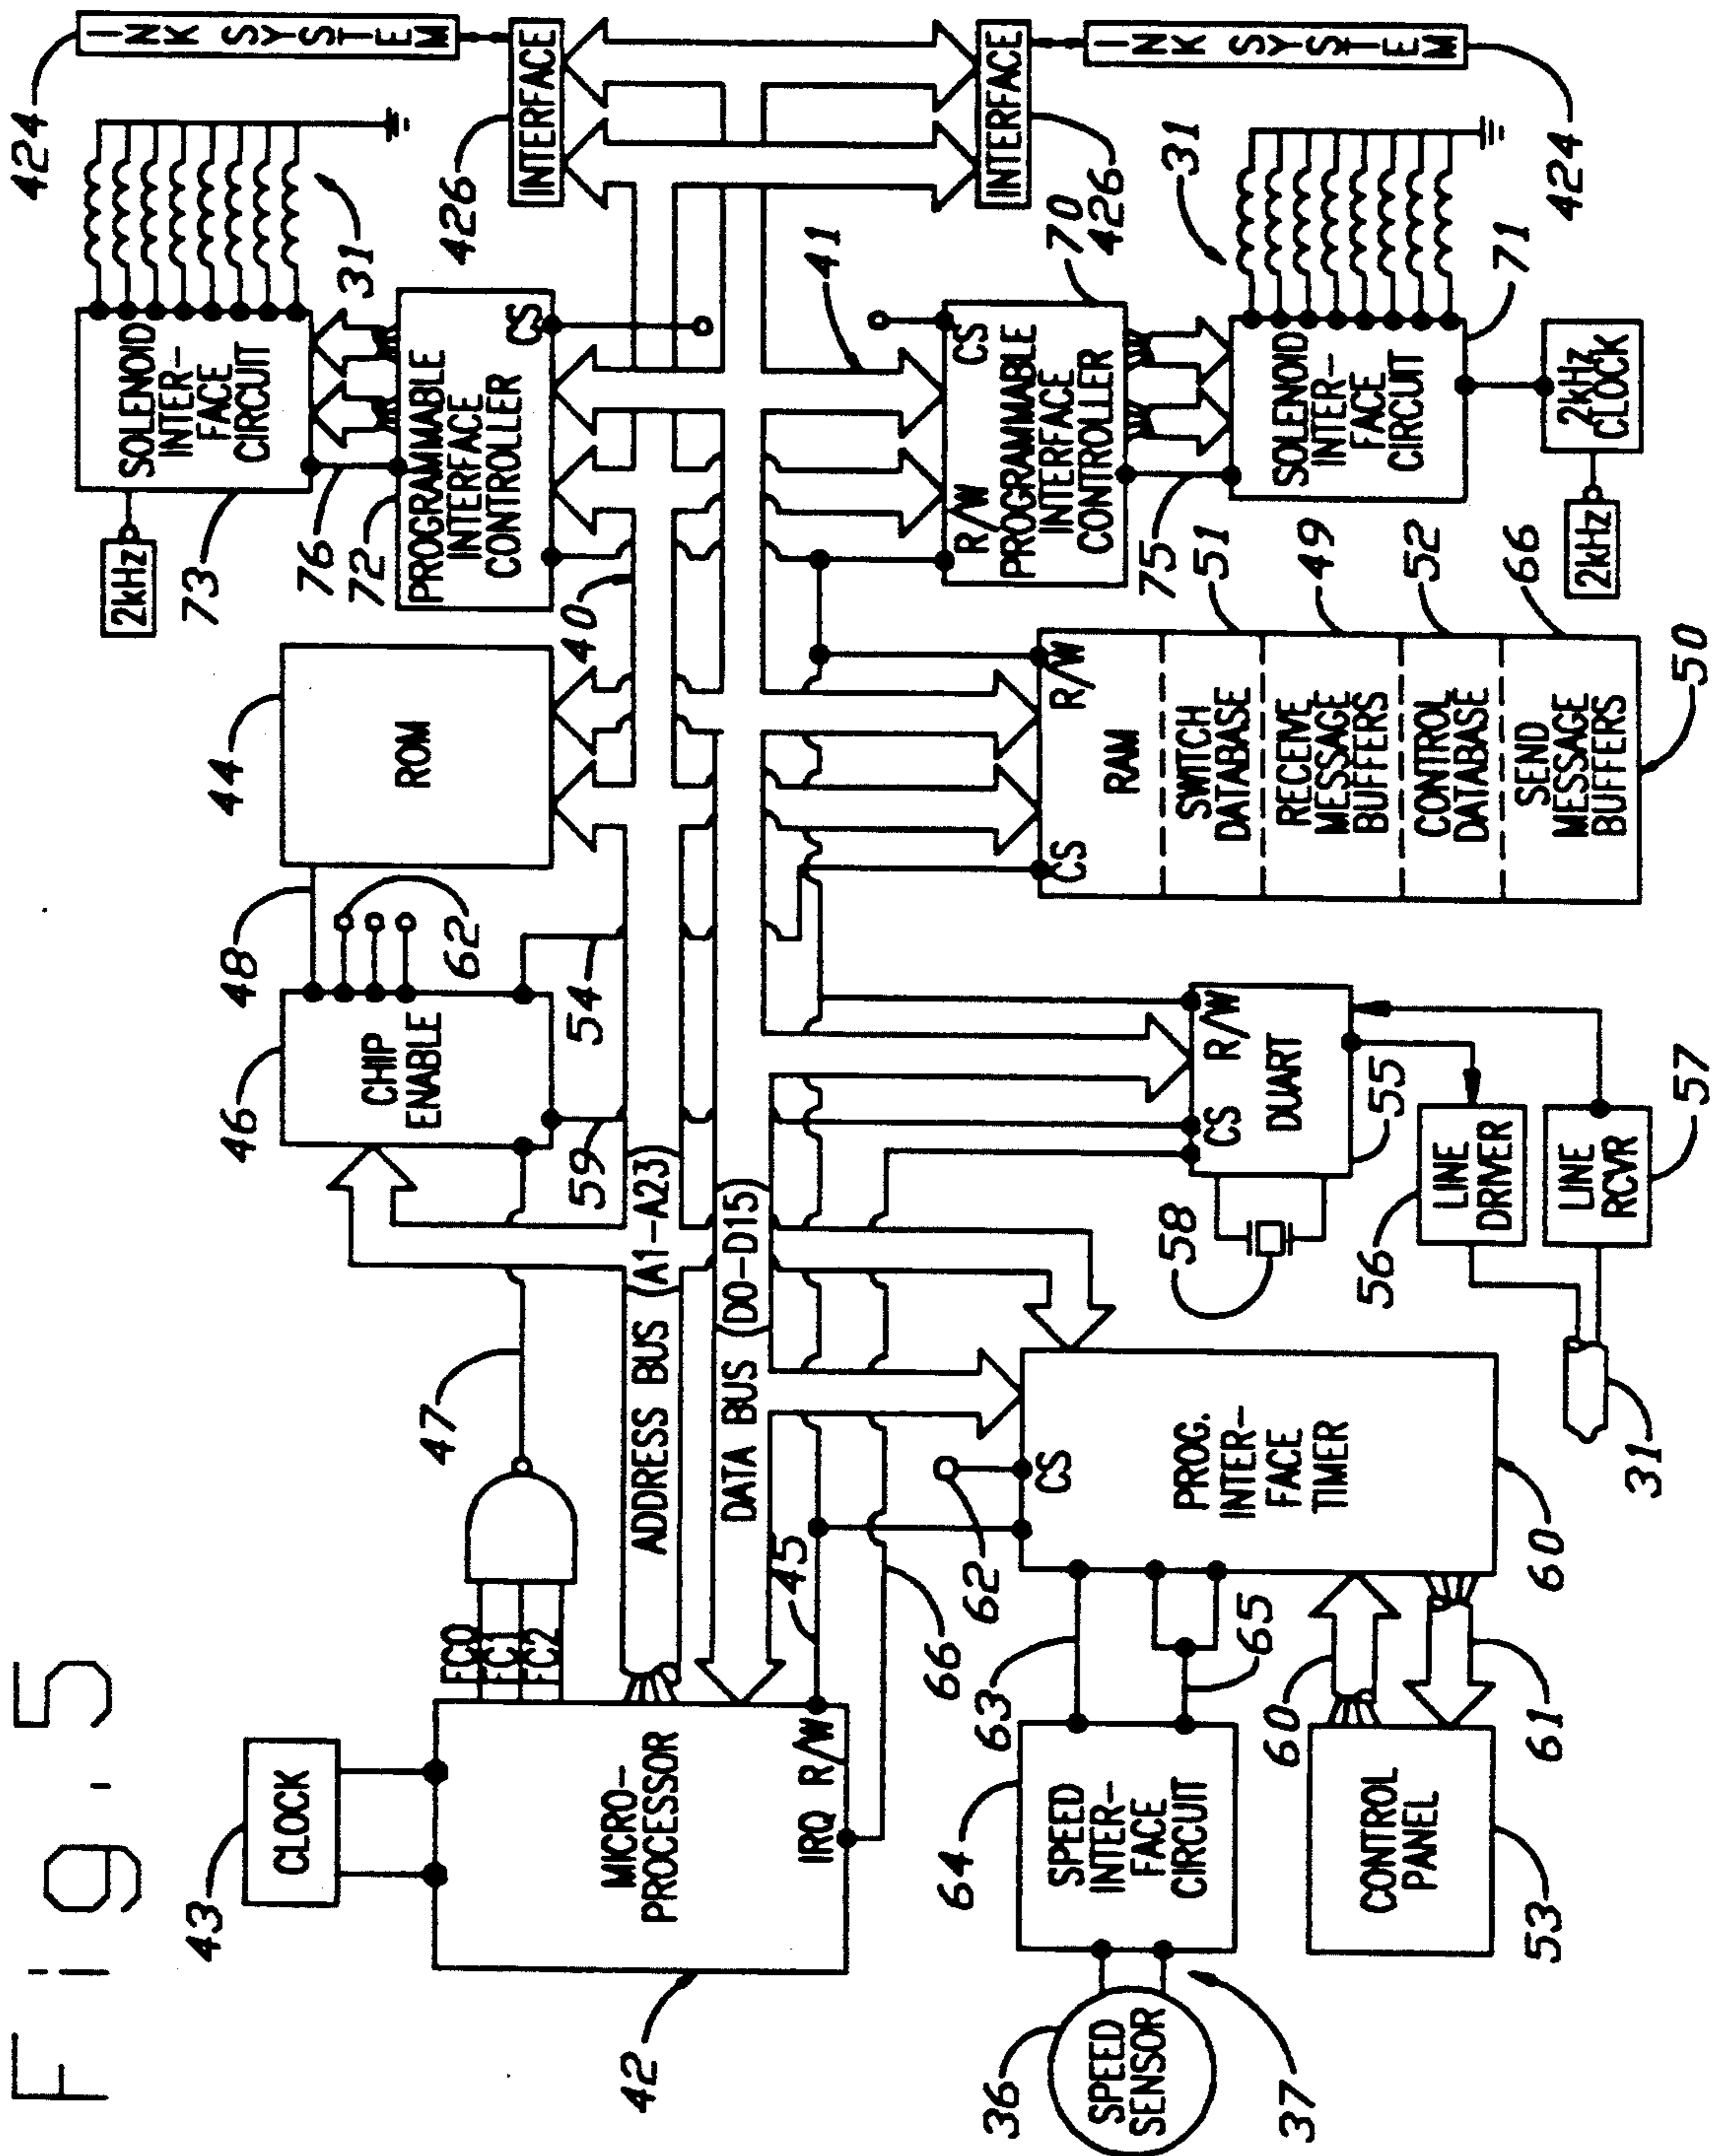 Fig. 5
43
CLOCK
42
MICRO-
PROCESSOR
IRQ R/W
FC0
FC1
FC2
47
46
CHIP
ENABLE
48
62
59
54
44
ROM
ADDRESS BUS (A1-A23)
DATA BUS (D0-D15)
45
66
40
41
2kHz
73
SOLENOID
INTER-
FACE
CIRCUIT
31
76
72
PROGRAMMABLE
INTERFACE
CONTROLLER
CS
424
INK SYSTEM
426
INTERFACE
INTERFACE
426
INK SYSTEM
424
70
CS
R/W
PROGRAMMABLE
INTERFACE
CONTROLLER
75
SOLENOID
INTER-
FACE
CIRCUIT
71
31
2kHz
CLOCK
2kHz
CS
R/W
RAM
SWITCH
DATABASE
51
RECEIVE
MESSAGE
BUFFERS
49
CONTROL
DATABASE
52
SEND
MESSAGE
BUFFERS
66
50
CS
R/W
DUART
55
58
LINE
DRIVER
56
LINE
RCVR
57
31
62
CS
PROG.
INTER-
FACE
TIMER
60
63
65
64
SPEED
INTER-
FACE
CIRCUIT
36
SPEED
SENSOR
37
60
61
CONTROL
PANEL
53